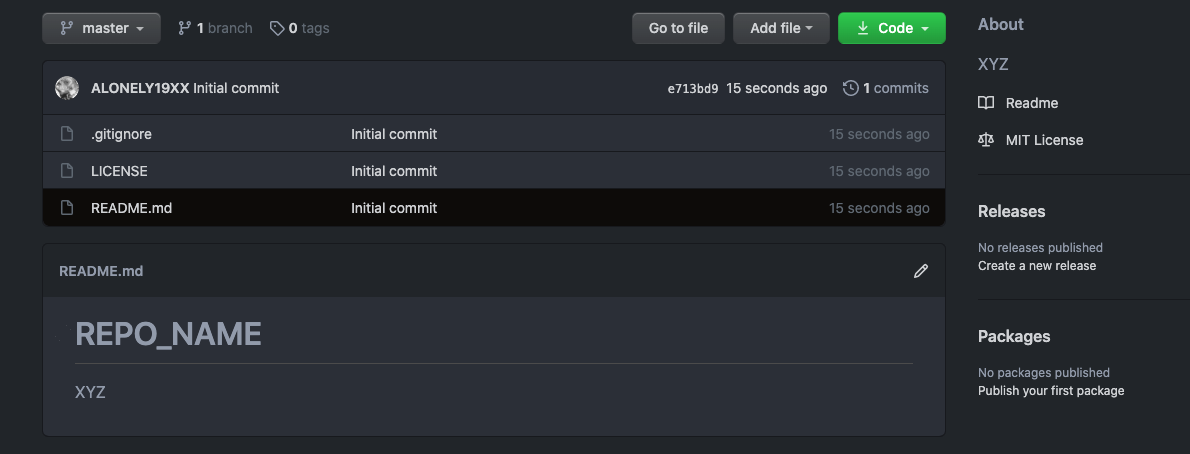 master 1 branch 0 tags Go to file Add file Code
ALONELY19XX Initial commit e713bd9 15 seconds ago 1 commits
.gitignore Initial commit 15 seconds ago
LICENSE Initial commit 15 seconds ago
README.md Initial commit 15 seconds ago
README.md
REPO_NAME
XYZ
About
XYZ
Readme
MIT License
Releases
No releases published
Create a new release
Packages
No packages published
Publish your first package